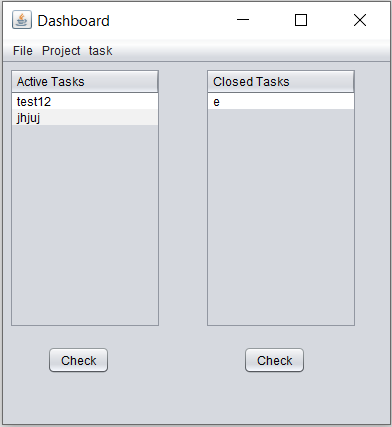 Dashboard
File Project task
Active Tasks
test12
jhjuj
Closed Tasks
e
Check
Check